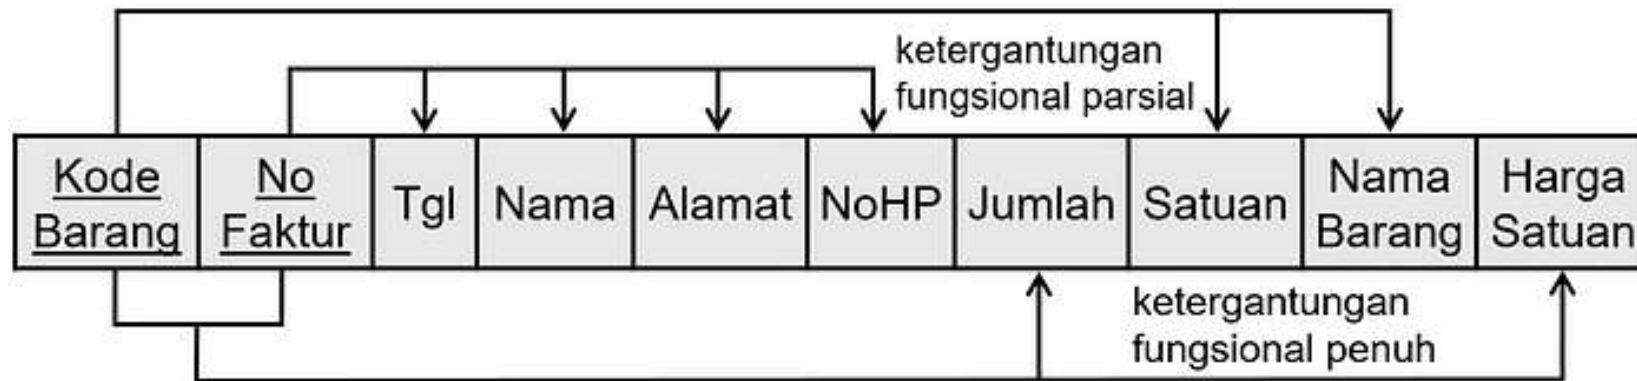 ketergantungan
fungsional parsial
Kode
Barang
No
Faktur
Tgl
Nama
Alamat
NoHP
Jumlah
Satuan
Nama
Barang
Harga
Satuan
ketergantungan
fungsional penuh